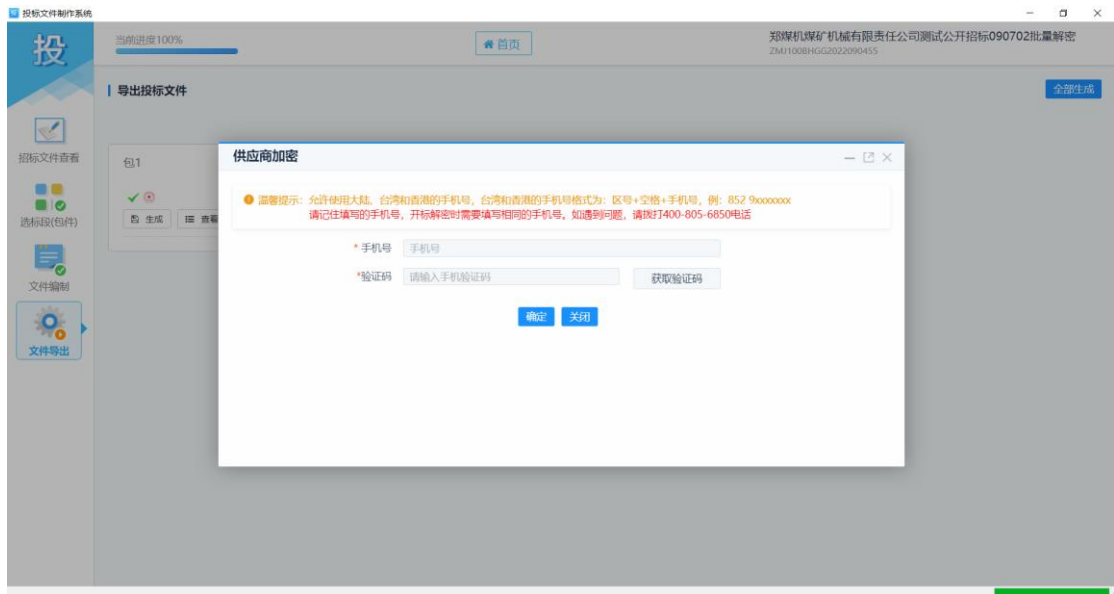 投标文件制作系统
投
当前进度100%
首页
郑煤机煤矿机械有限责任公司测试公开招标090702批量解密
ZMJ1008HGG2022090455
导出投标文件
全部生成
招标文件查看
选标段(包件)
文件编制
文件导出
包1
生成
查看
供应商加密
温馨提示：允许使用大陆、台湾和香港的手机号，台湾和香港的手机号格式为：区号+空格+手机号，例：852 9xxxxxxx
请记住填写的手机号，开标解密时需要填写相同的手机号。如遇到问题，请拨打400-805-6850电话
* 手机号 手机号
*验证码 请输入手机验证码 获取验证码
确定 关闭